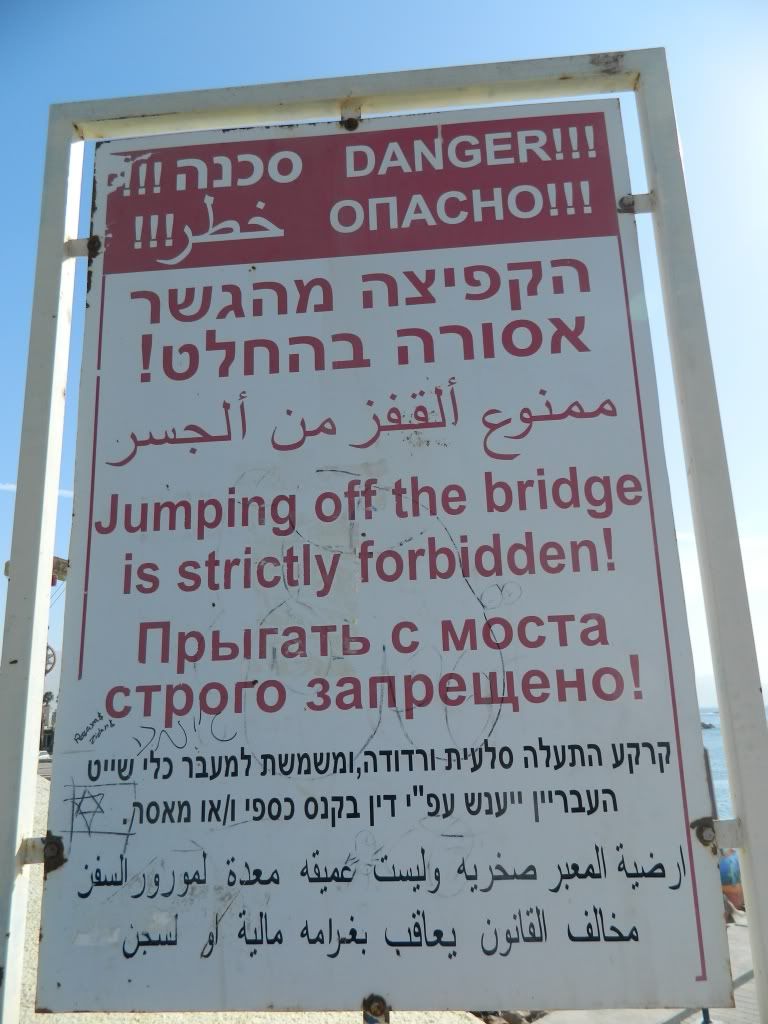 סכנה!!! DANGER!!!
خطر!!! ОПАСНО!!!
הקפיצה מהגשר
אסורה בהחלט!
ممنوع ألقفز من ألجسر
Jumping off the bridge
is strictly forbidden!
Прыгать с моста
строго запрещено!
קרקע התעלה סלעית ורדודה,ומשמשת למעבר כלי שייט
העבריין ייענש עפ"י דין בקנס כספי ו/או מאסר.
ارضية المعبر صخريه وليست عميقه معدة لمورور السفن
مخالف القانون يعاقب بغرامه مالية او لسجن